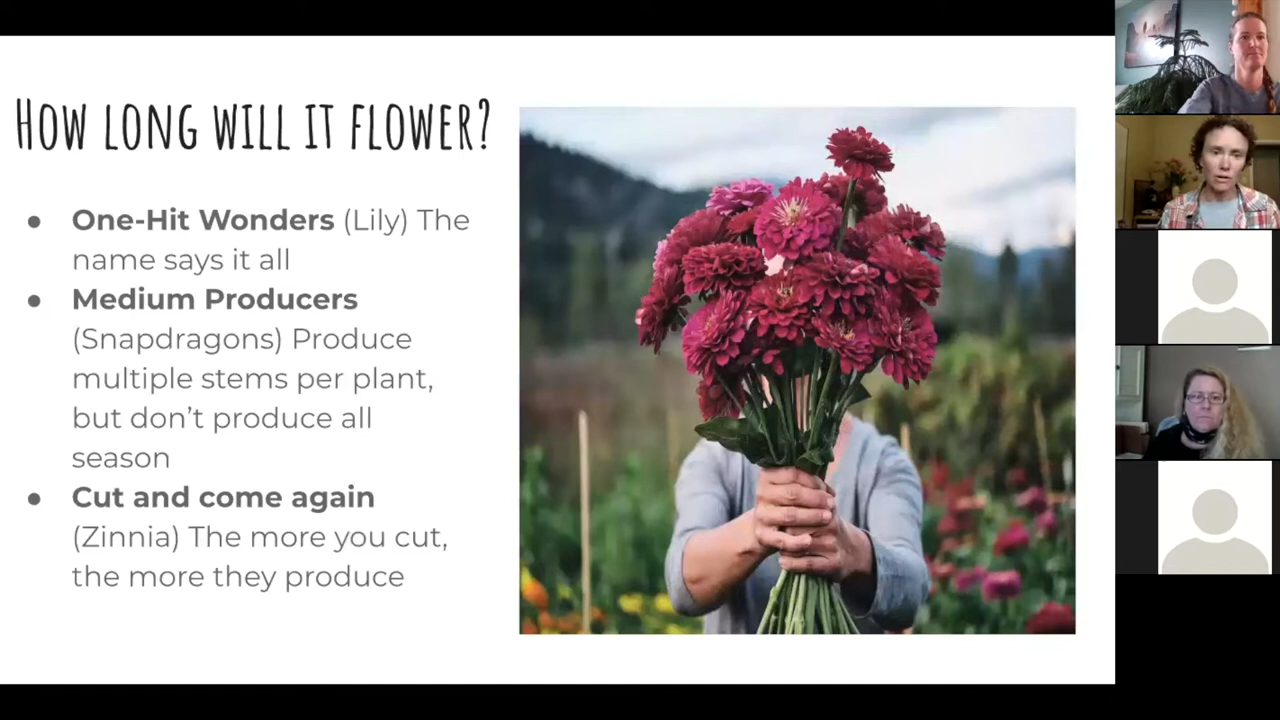 How long will it flower?
● One-Hit Wonders (Lily) The
name says it all
● Medium Producers
(Snapdragons) Produce
multiple stems per plant,
but don’t produce all
season
● Cut and come again
(Zinnia) The more you cut,
the more they produce